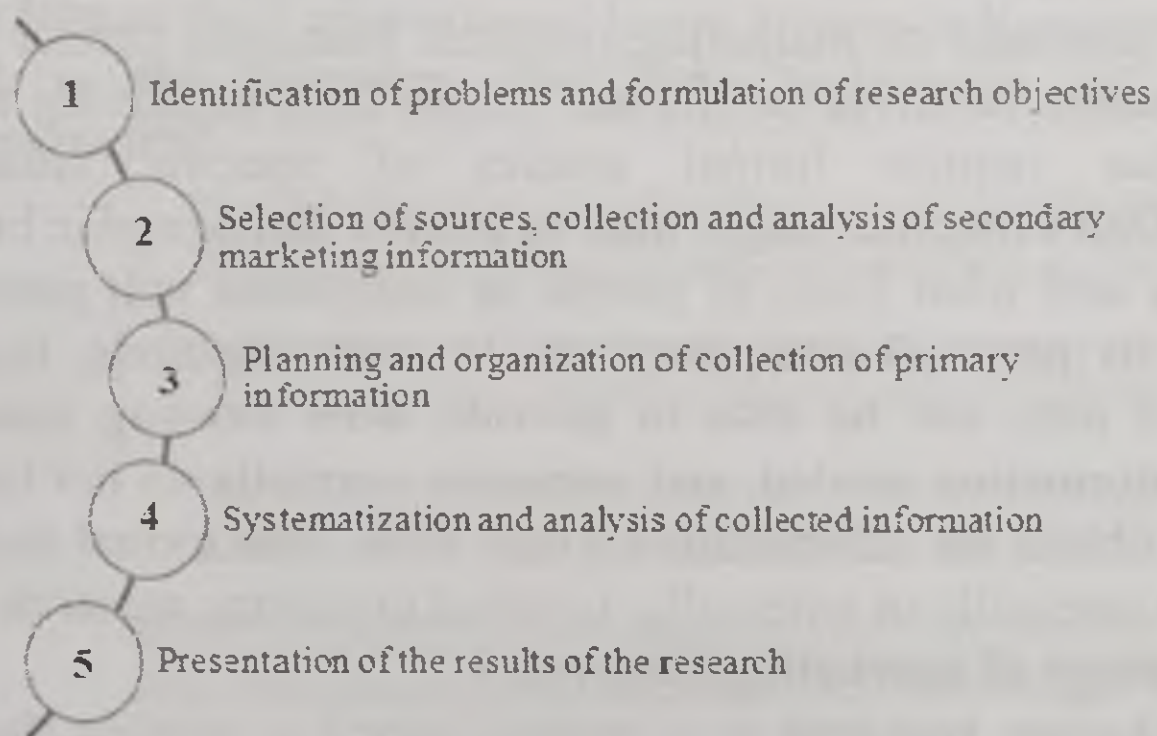 1 Identification of problems and formulation of research objectives
2 Selection of sources, collection and analysis of secondary
marketing information
3 Planning and organization of collection of primary
information
4 Systematization and analysis of collected information
5 Presentation of the results of the research